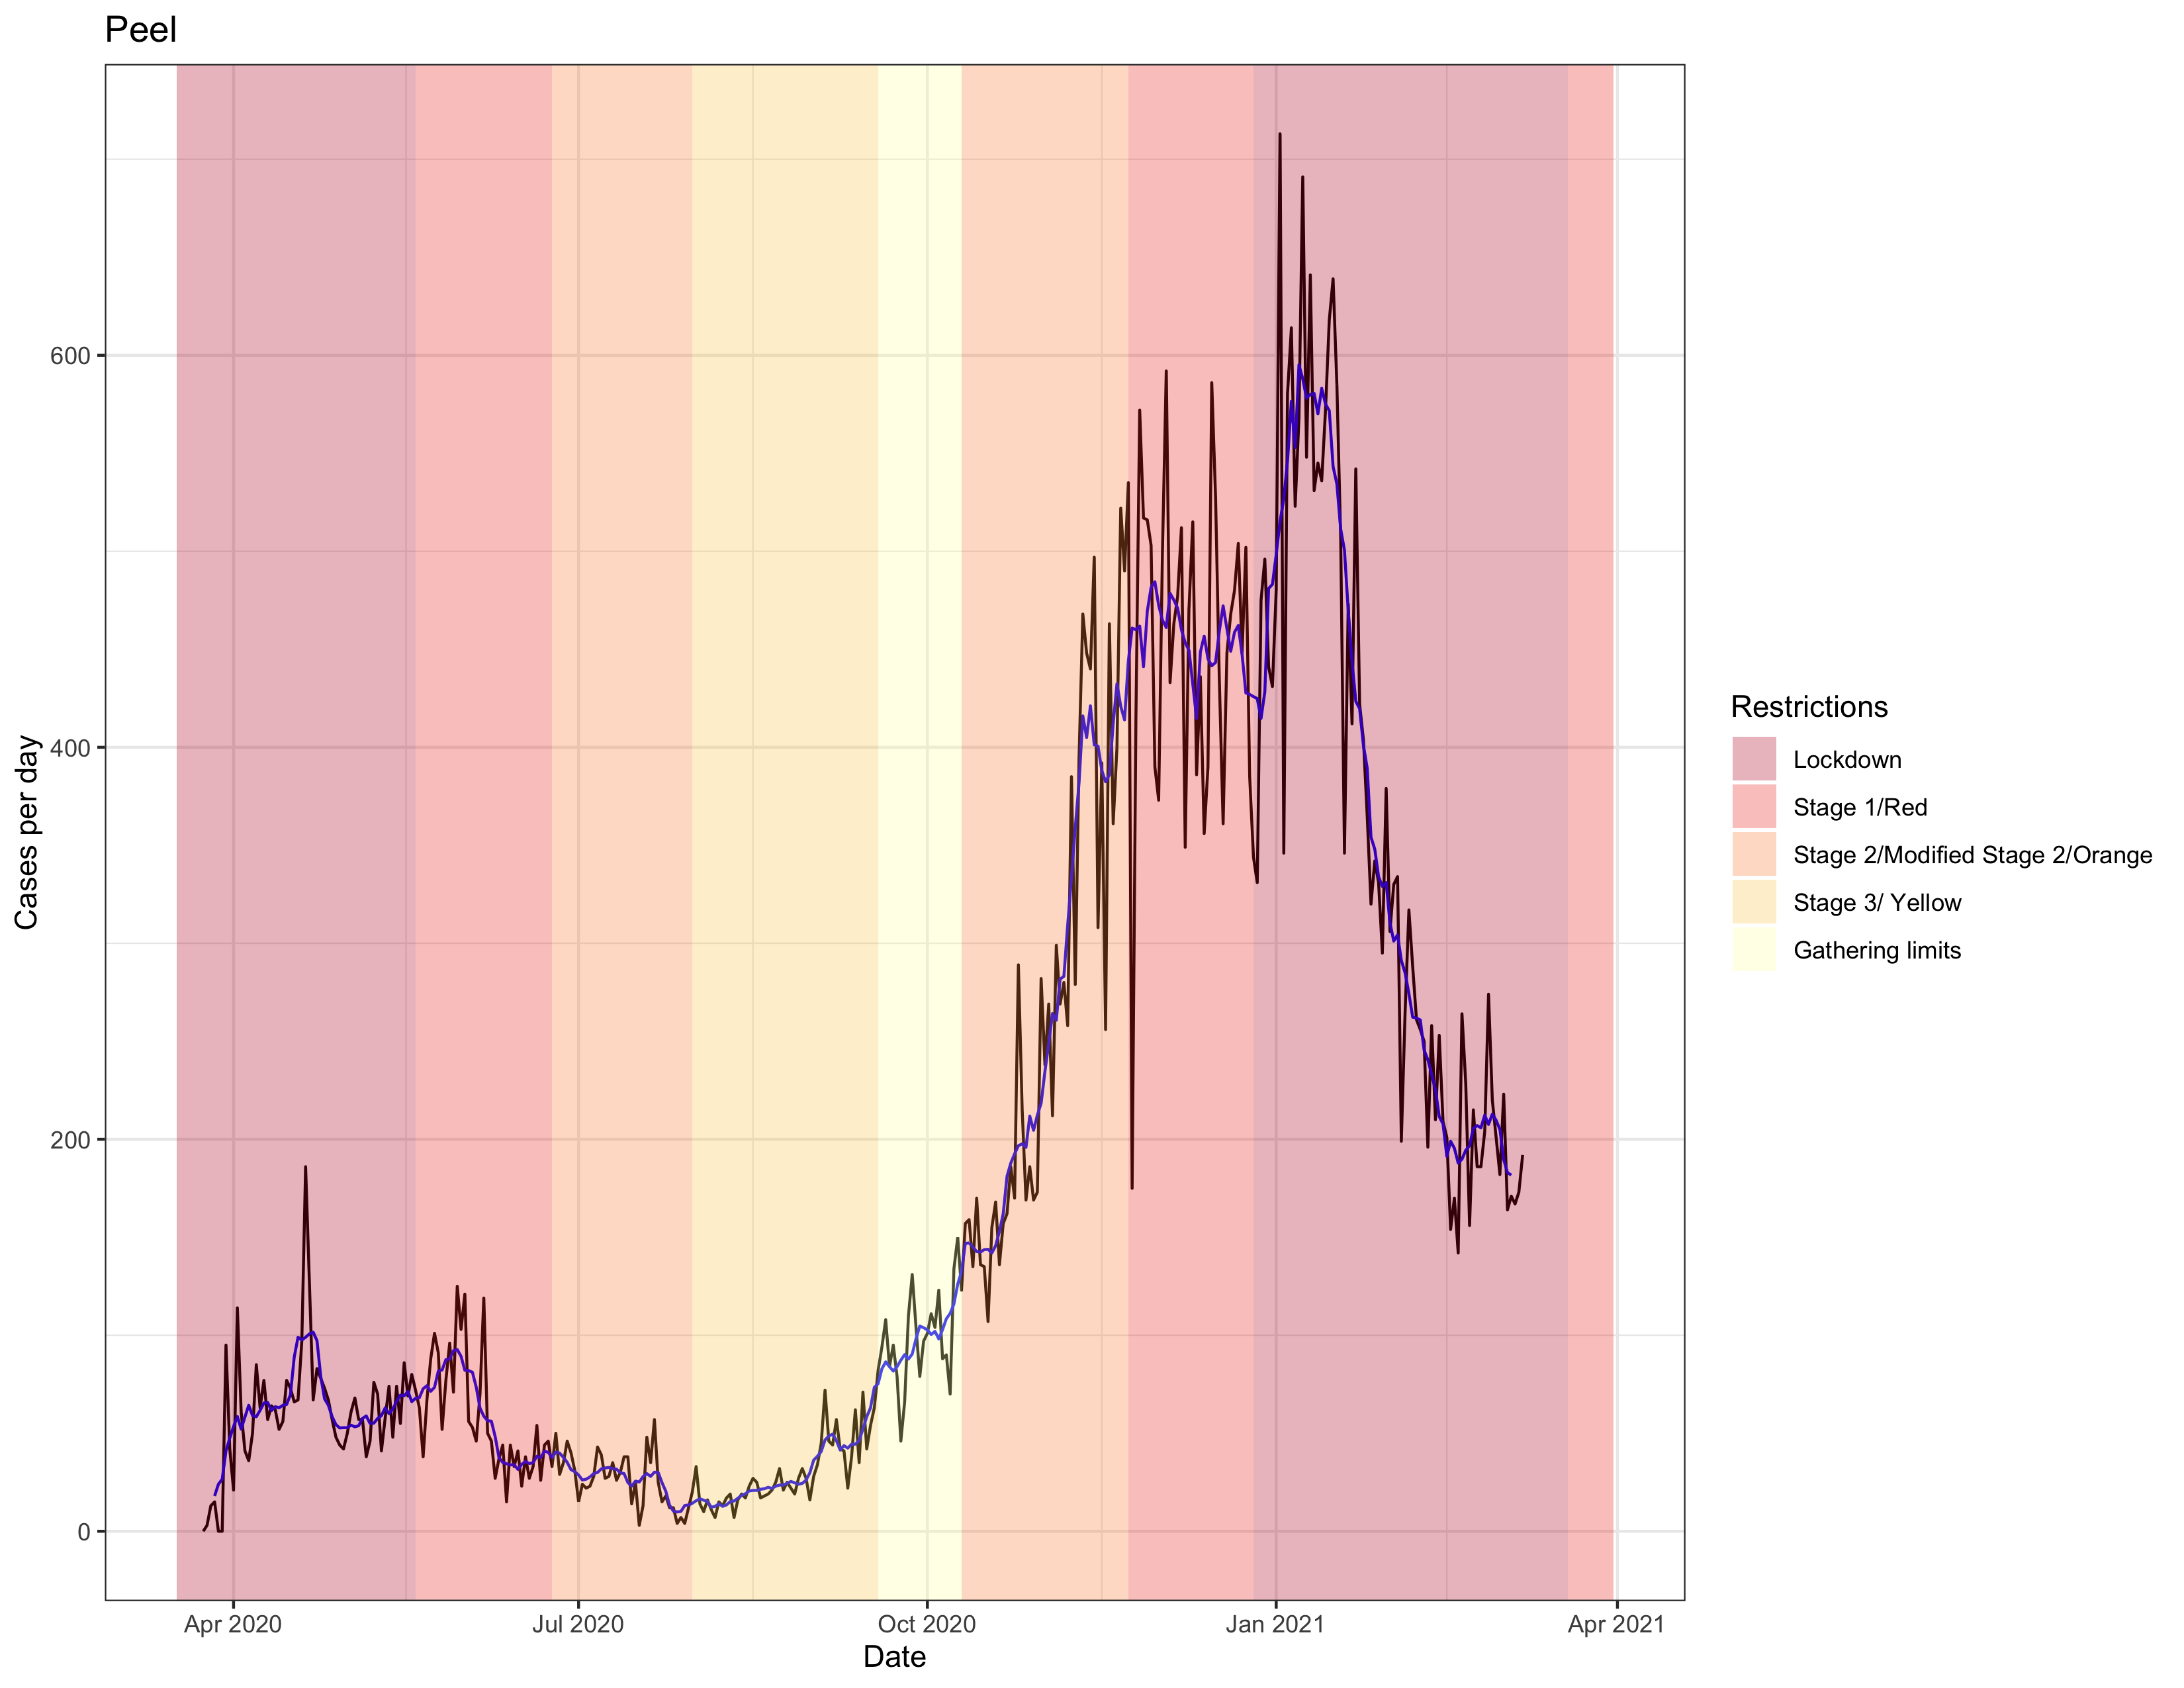 Peel
Cases per day
600
400
200
0
Apr 2020
Jul 2020
Oct 2020
Jan 2021
Apr 2021
Date
Restrictions
Lockdown
Stage 1/Red
Stage 2/Modified Stage 2/Orange
Stage 3/ Yellow
Gathering limits